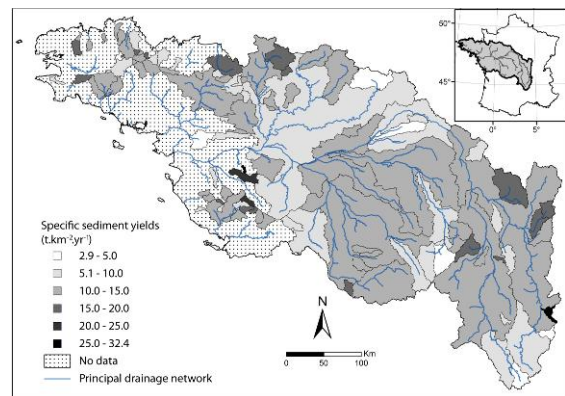 50°
45°
0°
5°
Specific sediment yields
(t.km⁻².yr⁻¹)
2.9 - 5.0
5.1 - 10.0
10.0 - 15.0
15.0 - 20.0
20.0 - 25.0
25.0 - 32.4
No data
Principal drainage network
N
Km
0 50 100